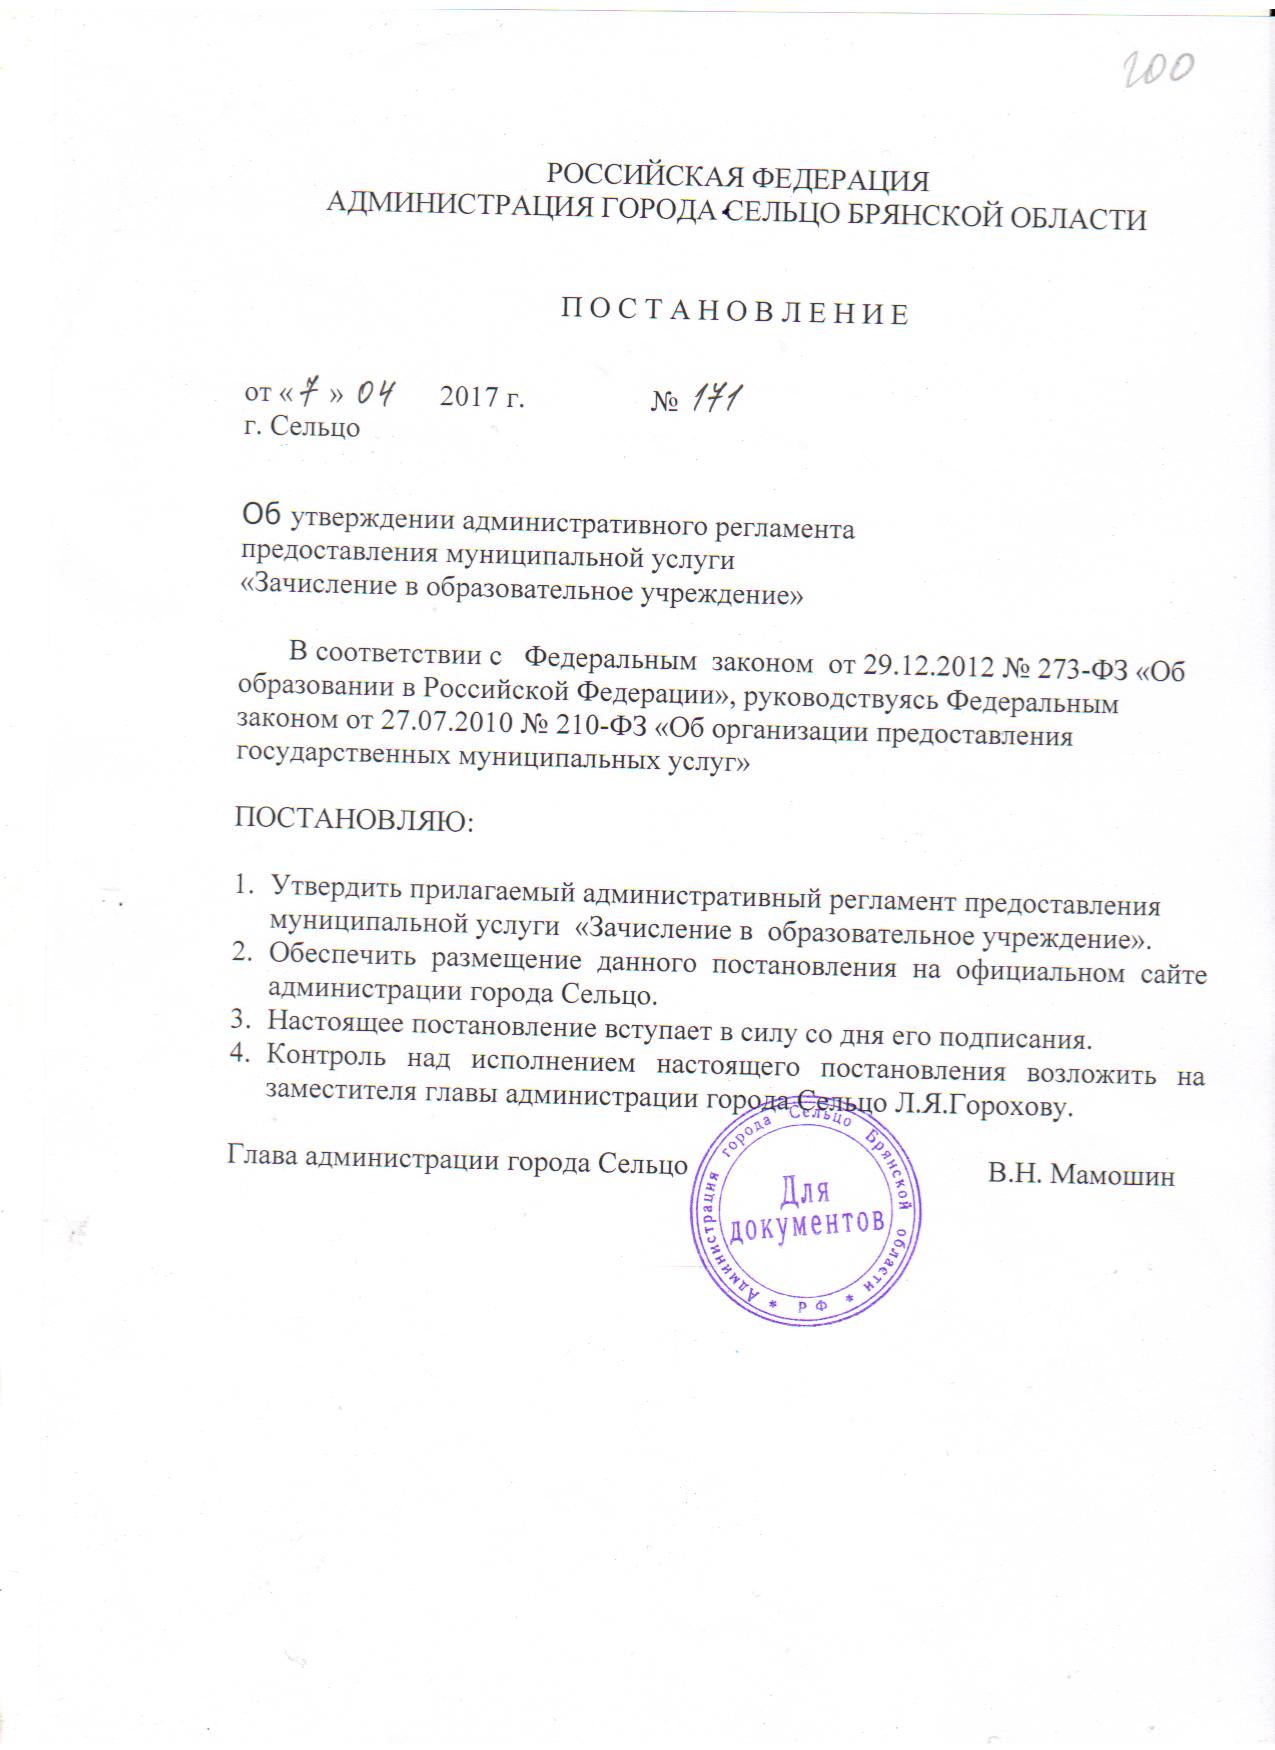 200
РОССИЙСКАЯ ФЕДЕРАЦИЯ
АДМИНИСТРАЦИЯ ГОРОДА СЕЛЬЦО БРЯНСКОЙ ОБЛАСТИ
П О С Т А Н О В Л Е Н И Е
от « 7 » 04 2017 г. № 171
г. Сельцо
Об утверждении административного регламента
предоставления муниципальной услуги
«Зачисление в образовательное учреждение»
В соответствии с Федеральным законом от 29.12.2012 № 273-ФЗ «Об
образовании в Российской Федерации», руководствуясь Федеральным
законом от 27.07.2010 № 210-ФЗ «Об организации предоставления
государственных муниципальных услуг»
ПОСТАНОВЛЯЮ:
1. Утвердить прилагаемый административный регламент предоставления
муниципальной услуги «Зачисление в образовательное учреждение».
2. Обеспечить размещение данного постановления на официальном сайте
администрации города Сельцо.
3. Настоящее постановление вступает в силу со дня его подписания.
4. Контроль над исполнением настоящего постановления возложить на
заместителя главы администрации города Сельцо Л.Я.Горохову.
Глава администрации города Сельцо В.Н. Мамошин
Администрация города Сельцо Брянской области
* РФ *
Для
документов